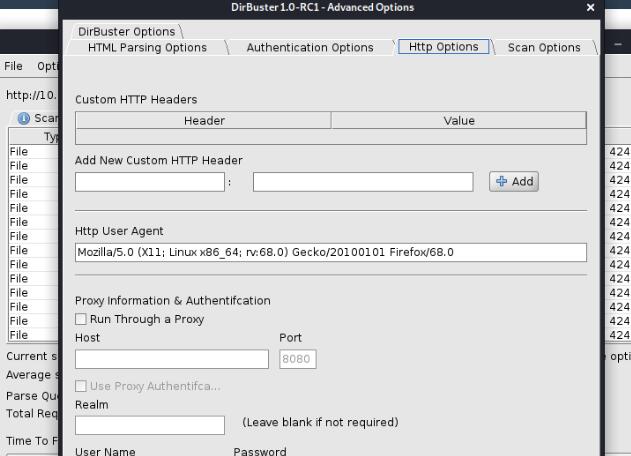 DirBuster 1.0-RC1 - Advanced Options
DirBuster Options
HTML Parsing Options Authentication Options Http Options Scan Options
File
http://10.
Custom HTTP Headers
Header Value
File
File
File
File
File
File
File
File
File
File
File
File
File
File
424
424
424
424
424
424
424
424
424
424
424
424
424
424
Add New Custom HTTP Header
: Add
Http User Agent
Mozilla/5.0 (X11; Linux x86_64; rv:68.0) Gecko/20100101 Firefox/68.0
Proxy Information & Authentifcation
Run Through a Proxy
Host Port
8080
Use Proxy Authentifca...
Realm
(Leave blank if not required)
User Name Password
Current s
Average s
Parse Qu
Total Req
Time To F